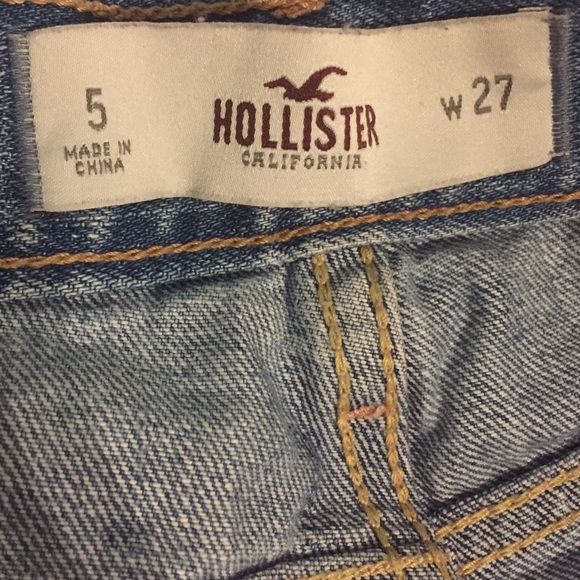 5
MADE IN
CHINA
HOLLISTER
CALIFORNIA
W 27